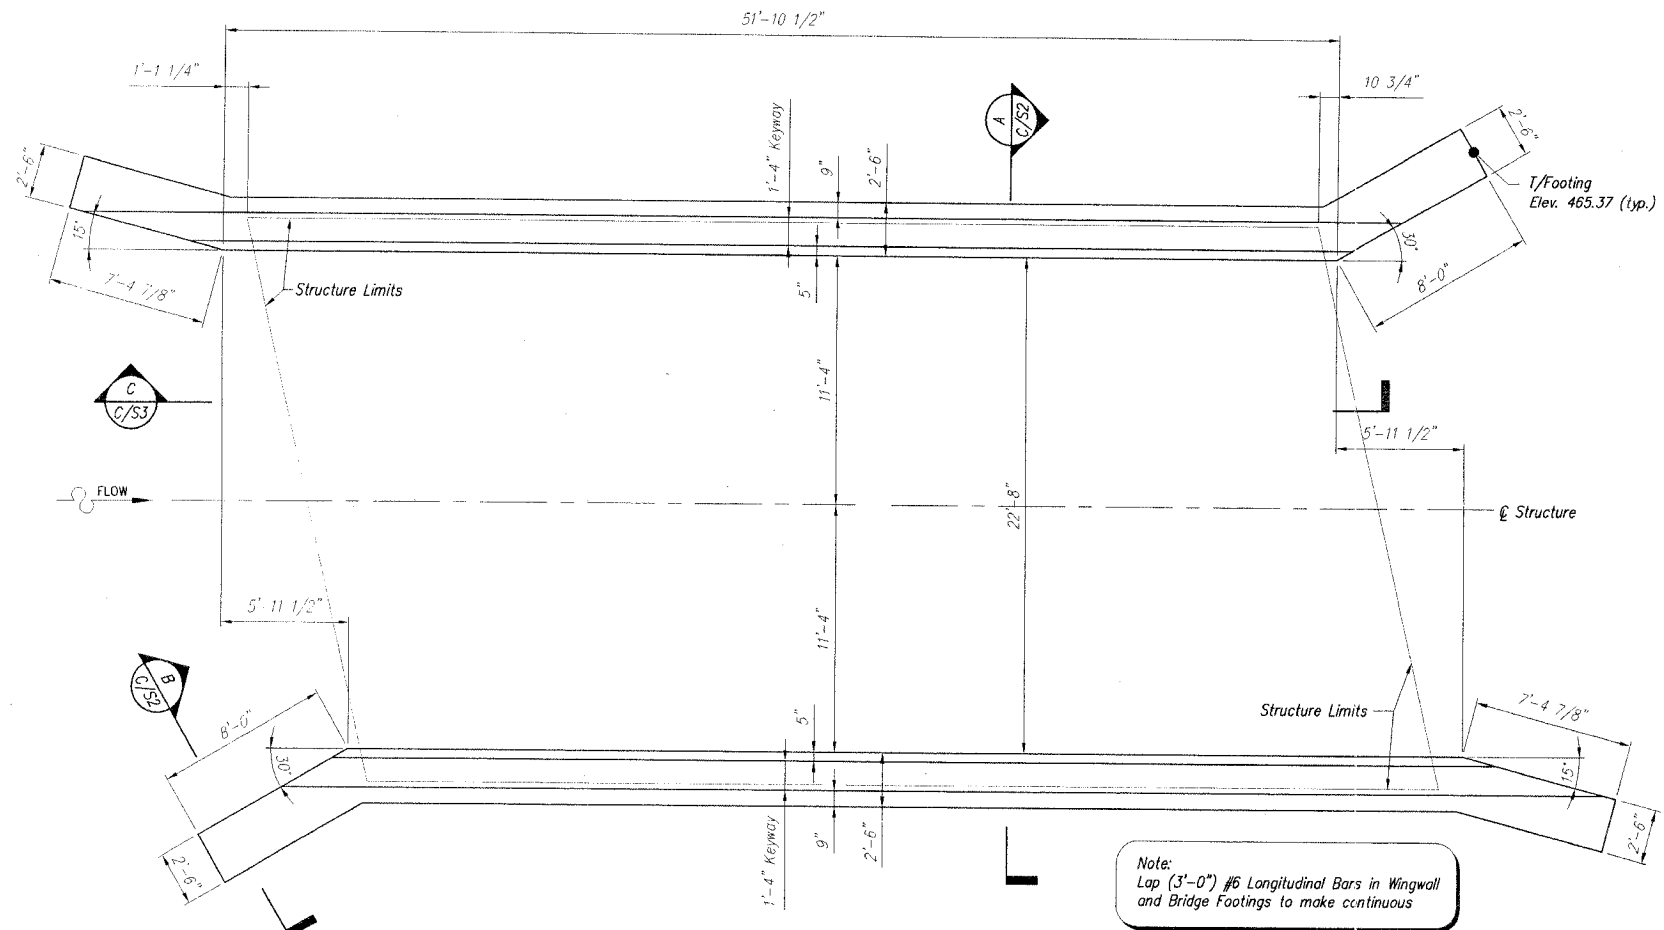 51'-10 1/2"
1'-1 1/4"
10 3/4"
2'-6"
1'-4" Keyway
9"
2'-6"
A
C/S2
2'-6"
T/Footing
Elev. 465.37 (typ.)
15°
30°
7'-4 7/8"
Structure Limits
5"
8'-0"
11'-4"
C
C/S3
5'-11 1/2"
FLOW
22'-8"
℄ Structure
5'-11 1/2"
11'-4"
B
C/S2
8'-0"
5"
Structure Limits
7'-4 7/8"
30°
15°
2'-6"
1'-4" Keyway
9"
2'-6"
2'-6"
Note:
Lap (3'-0") #6 Longitudinal Bars in Wingwall
and Bridge Footings to make continuous